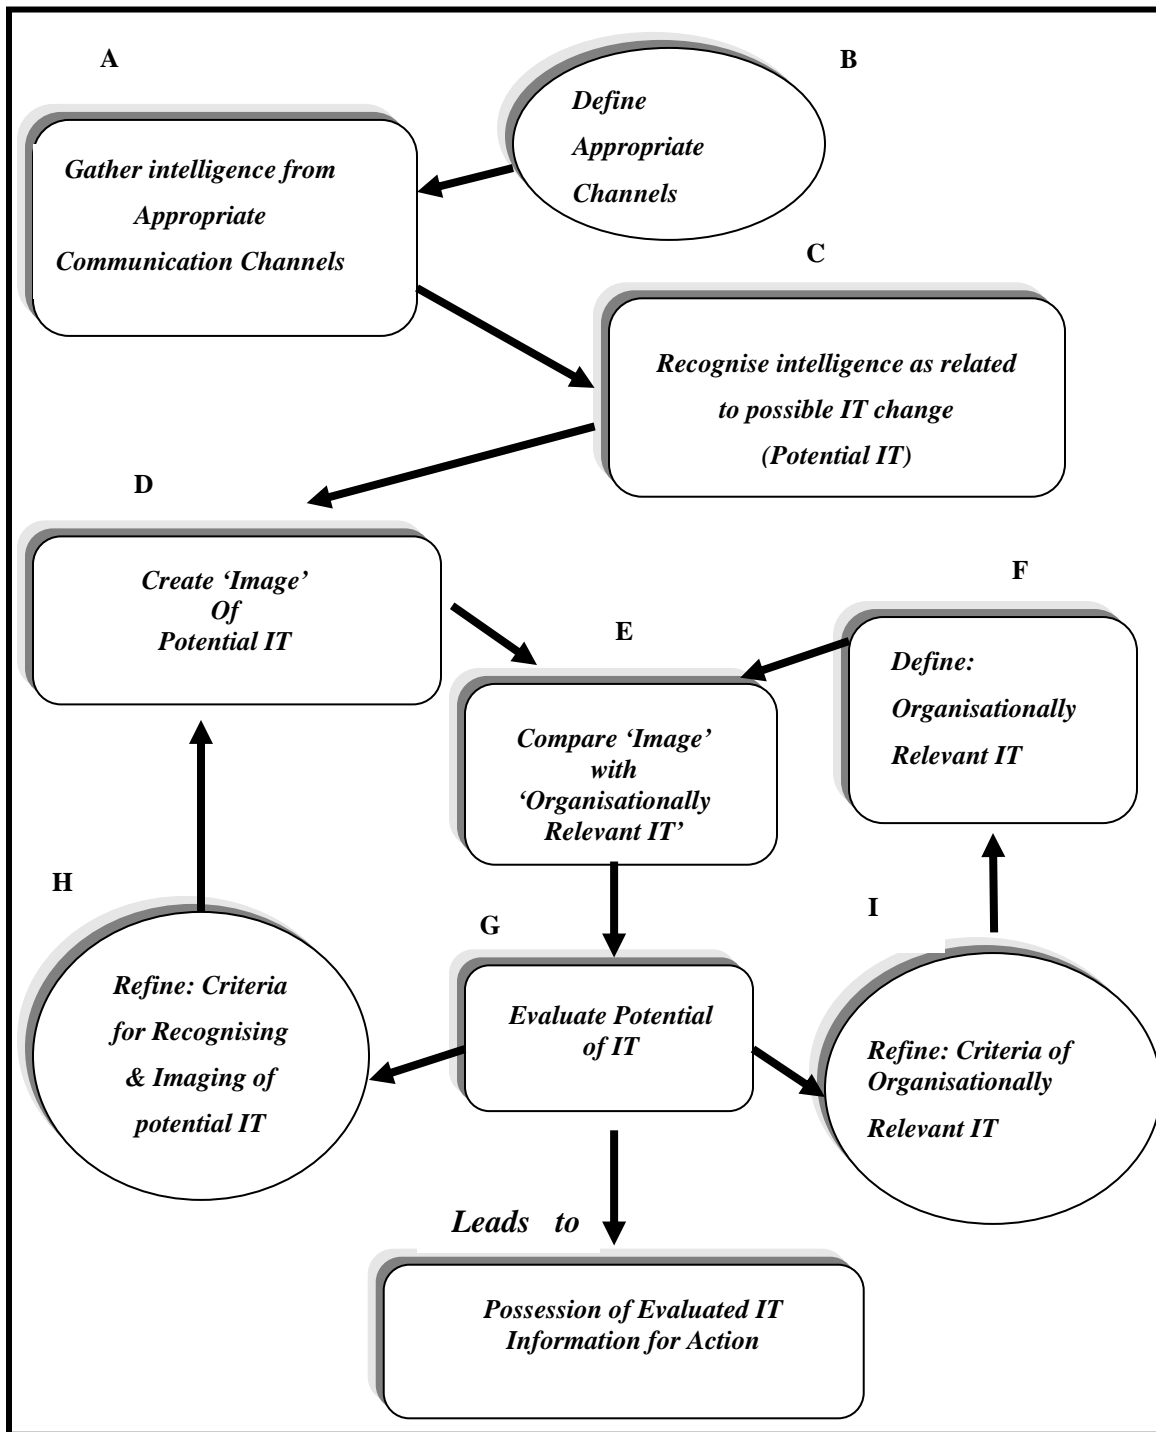 A
B
Define
Appropriate
Channels
Gather intelligence from
Appropriate
Communication Channels
C
Recognise intelligence as related
to possible IT change
(Potential IT)
D
Create ‘Image’
Of
Potential IT
E
Compare ‘Image’
with
‘Organisationally
Relevant IT’
F
Define:
Organisationally
Relevant IT
H
Refine: Criteria
for Recognising
& Imaging of
potential IT
G
Evaluate Potential
of IT
I
Refine: Criteria of
Organisationally
Relevant IT
Leads to
Possession of Evaluated IT
Information for Action